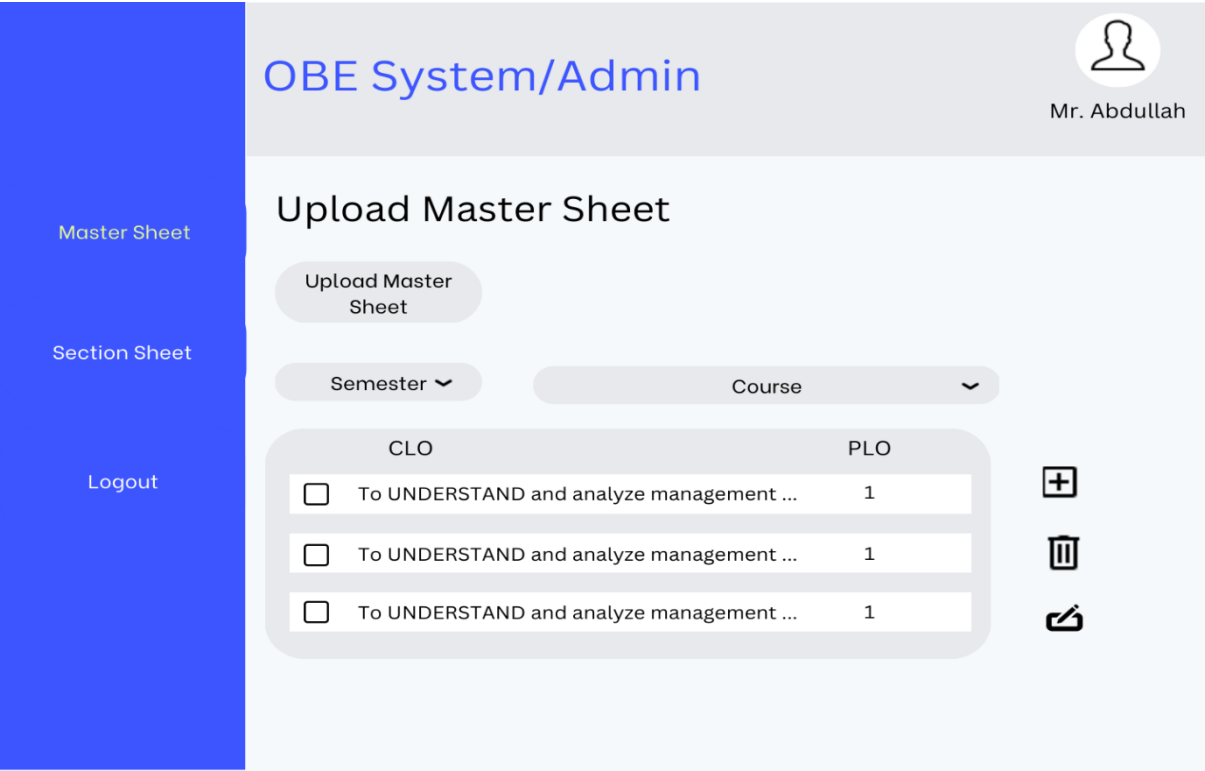 OBE System/Admin
Mr. Abdullah
Master Sheet
Section Sheet
Logout
Upload Master Sheet
Upload Master
Sheet
Semester
Course
CLO PLO
To UNDERSTAND and analyze management ... 1
To UNDERSTAND and analyze management ... 1
To UNDERSTAND and analyze management ... 1